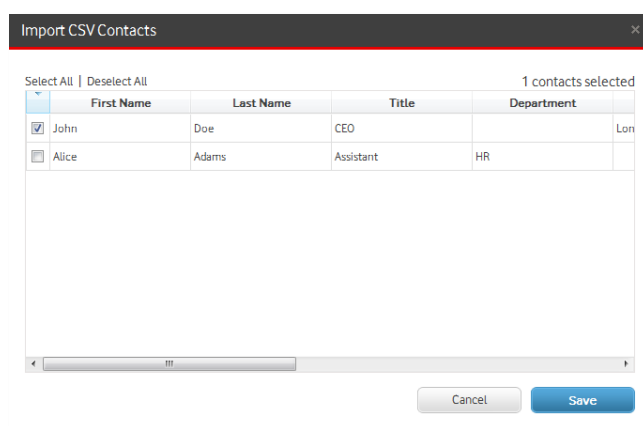 Import CSV Contacts
Select All | Deselect All 1 contacts selected
First Name Last Name Title Department
John Doe CEO Lon
Alice Adams Assistant HR
Cancel Save